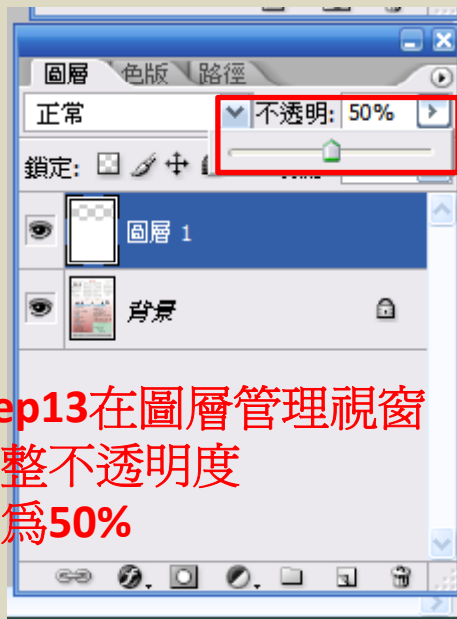 圖層 色版 路徑
正常 不透明: 50%
鎖定:
圖層 1
背景
ep13在圖層管理視窗
整不透明度
為50%